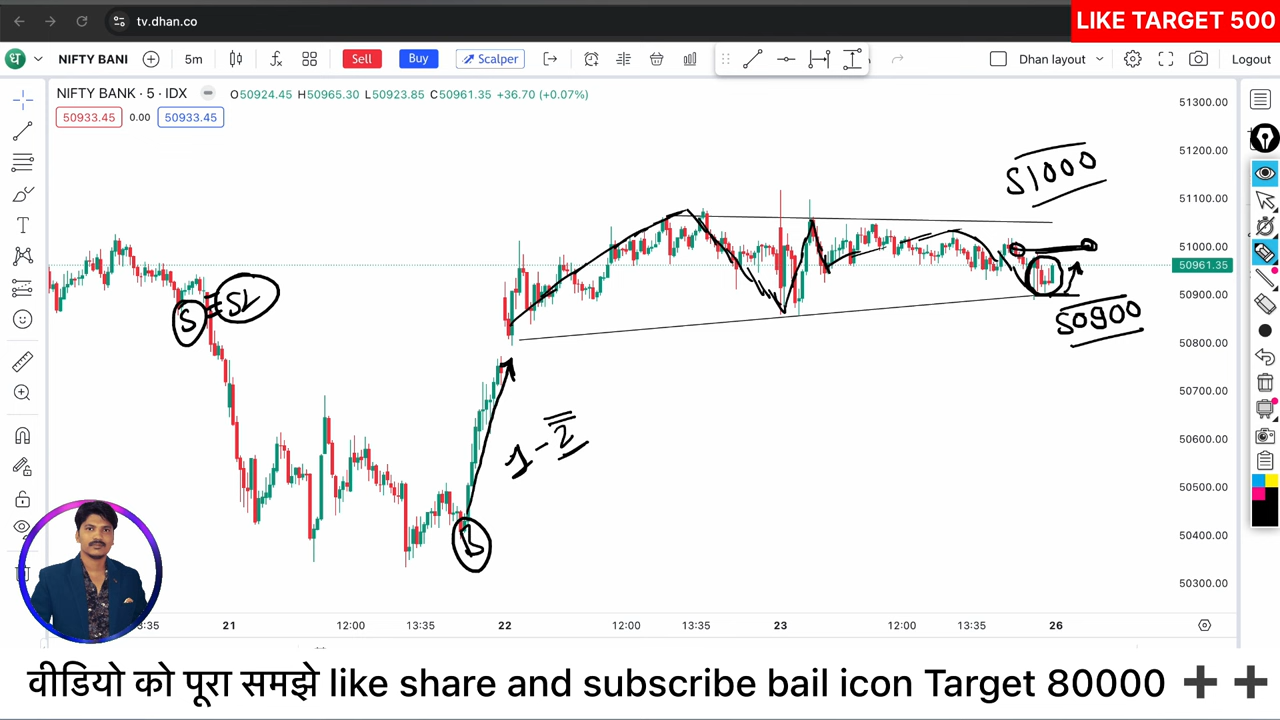 tv.dhan.co
LIKE TARGET 500
NIFTY BANI
5m
Sell
Buy
Scalper
Dhan layout
Logout
NIFTY BANK · 5 · IDX
O50924.45 H50965.30 L50923.85 C50961.35 +36.70 (+0.07%)
50933.45 0.00 50933.45
51300.00
51200.00
51100.00
51000.00
50961.35
50900.00
50800.00
50700.00
50600.00
50500.00
50400.00
50300.00
51000
50900
S
SL
1-2
B
13:35 21 12:00 13:35 22 12:00 13:35 23 12:00 13:35 26
वीडियो को पूरा समझे like share and subscribe bail icon Target 80000 ➕ ➕